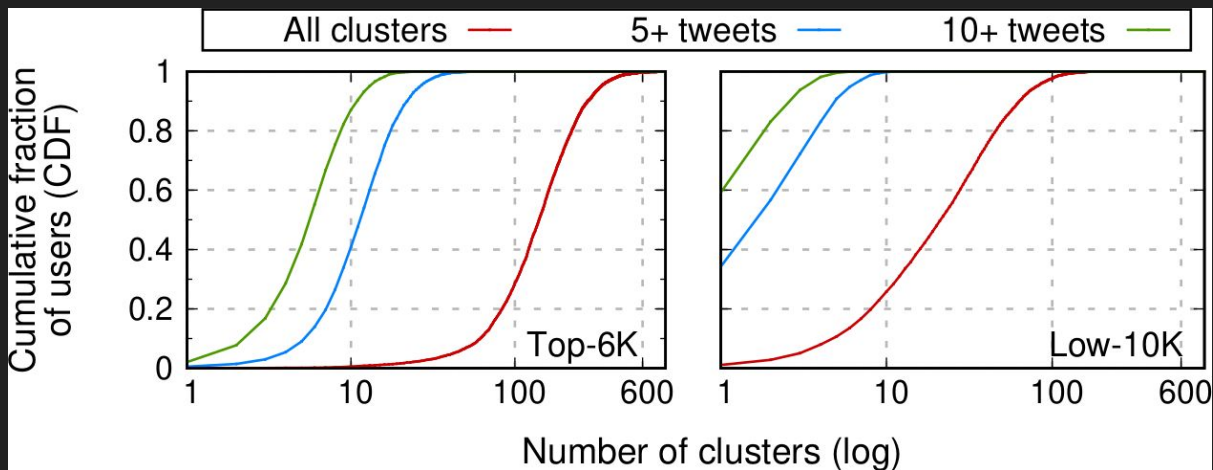 All clusters 5+ tweets 10+ tweets
Cumulative fraction
of users (CDF)
1
0.8
0.6
0.4
0.2
0
Top-6K
Low-10K
1 10 100 600
1 10 100 600
Number of clusters (log)